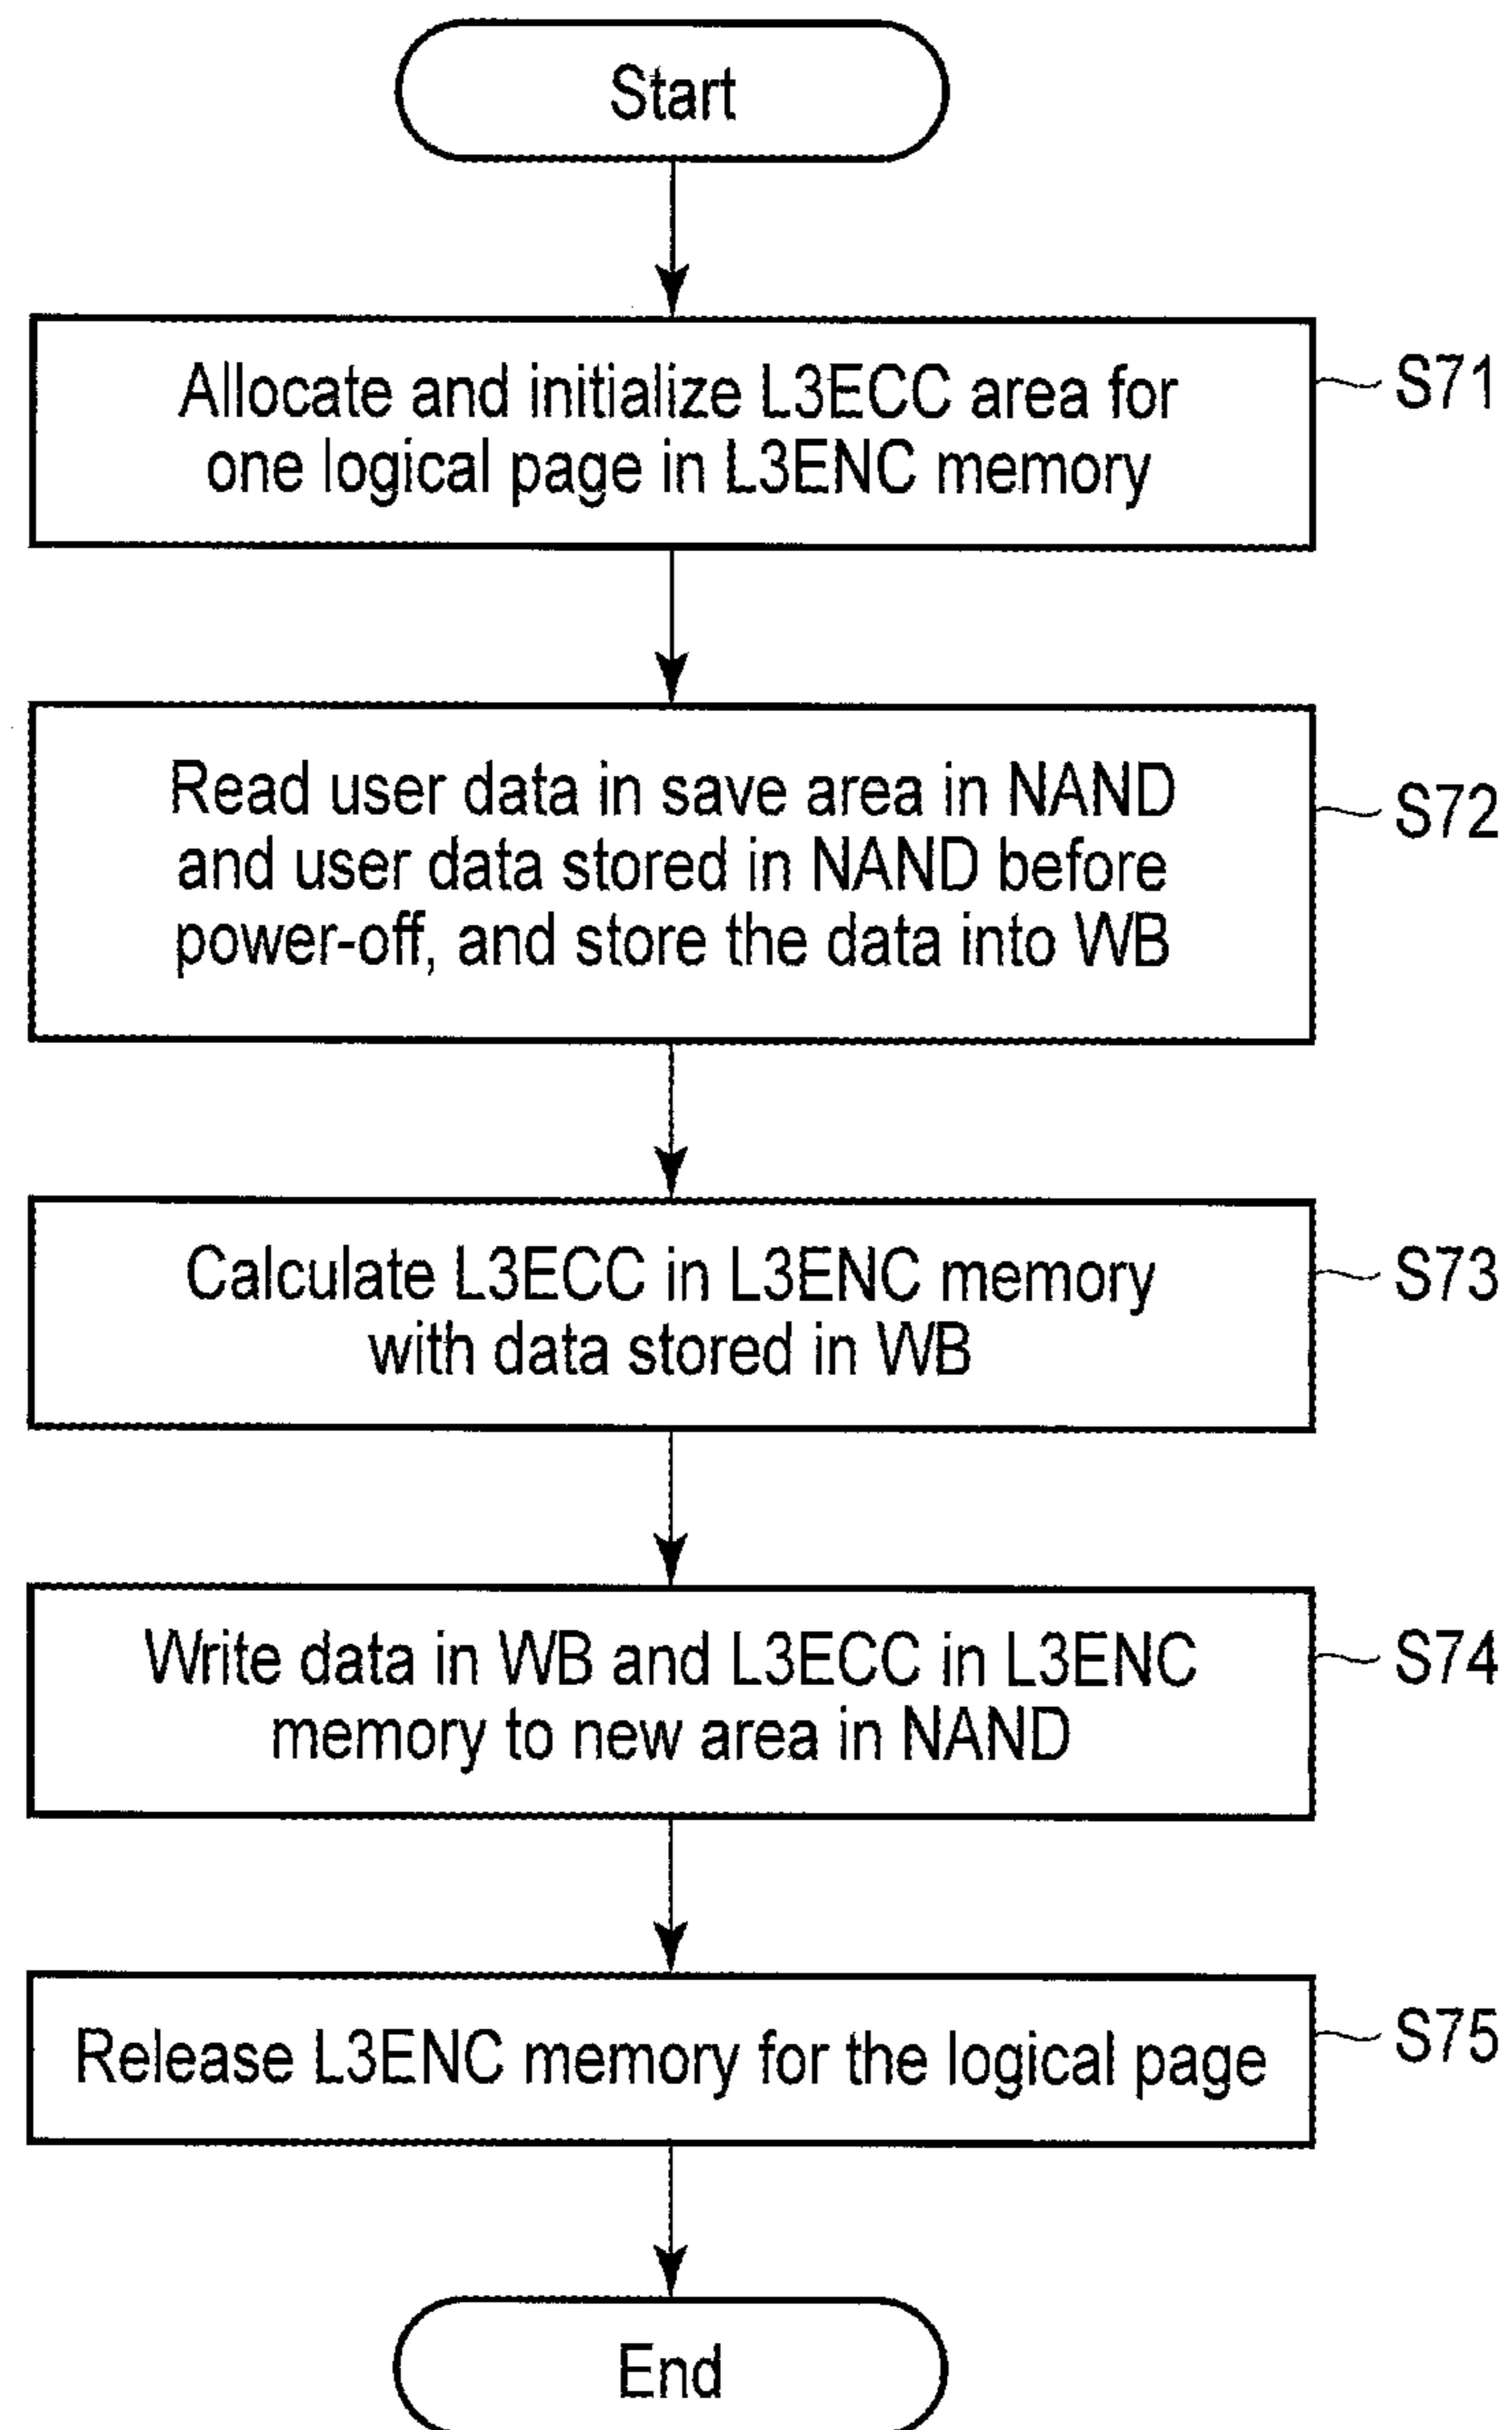 Start
Allocate and initialize L3ECC area for
one logical page in L3ENC memory
S71
Read user data in save area in NAND
and user data stored in NAND before
power-off, and store the data into WB
S72
Calculate L3ECC in L3ENC memory
with data stored in WB
S73
Write data in WB and L3ECC in L3ENC
memory to new area in NAND
S74
Release L3ENC memory for the logical page
S75
End